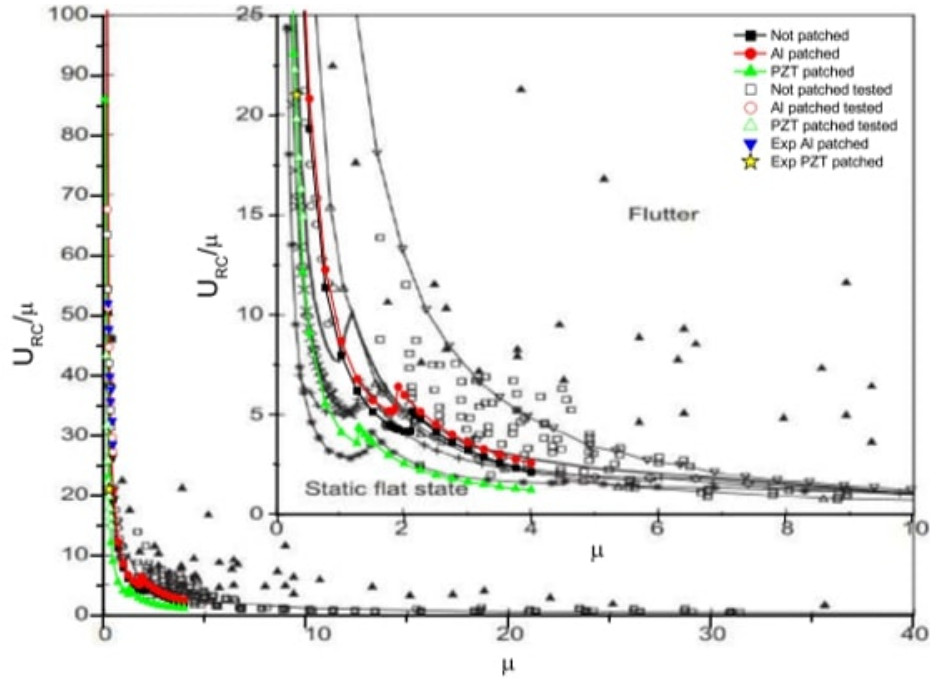 100
90
80
70
60
50
40
30
20
10
0
U_RC/μ
0
10
20
30
40
μ
25
20
15
10
5
0
U_RC/μ
0
2
4
6
8
10
μ
Not patched
Al patched
PZT patched
Not patched tested
Al patched tested
PZT patched tested
Exp Al patched
Exp PZT patched
Flutter
Static flat state